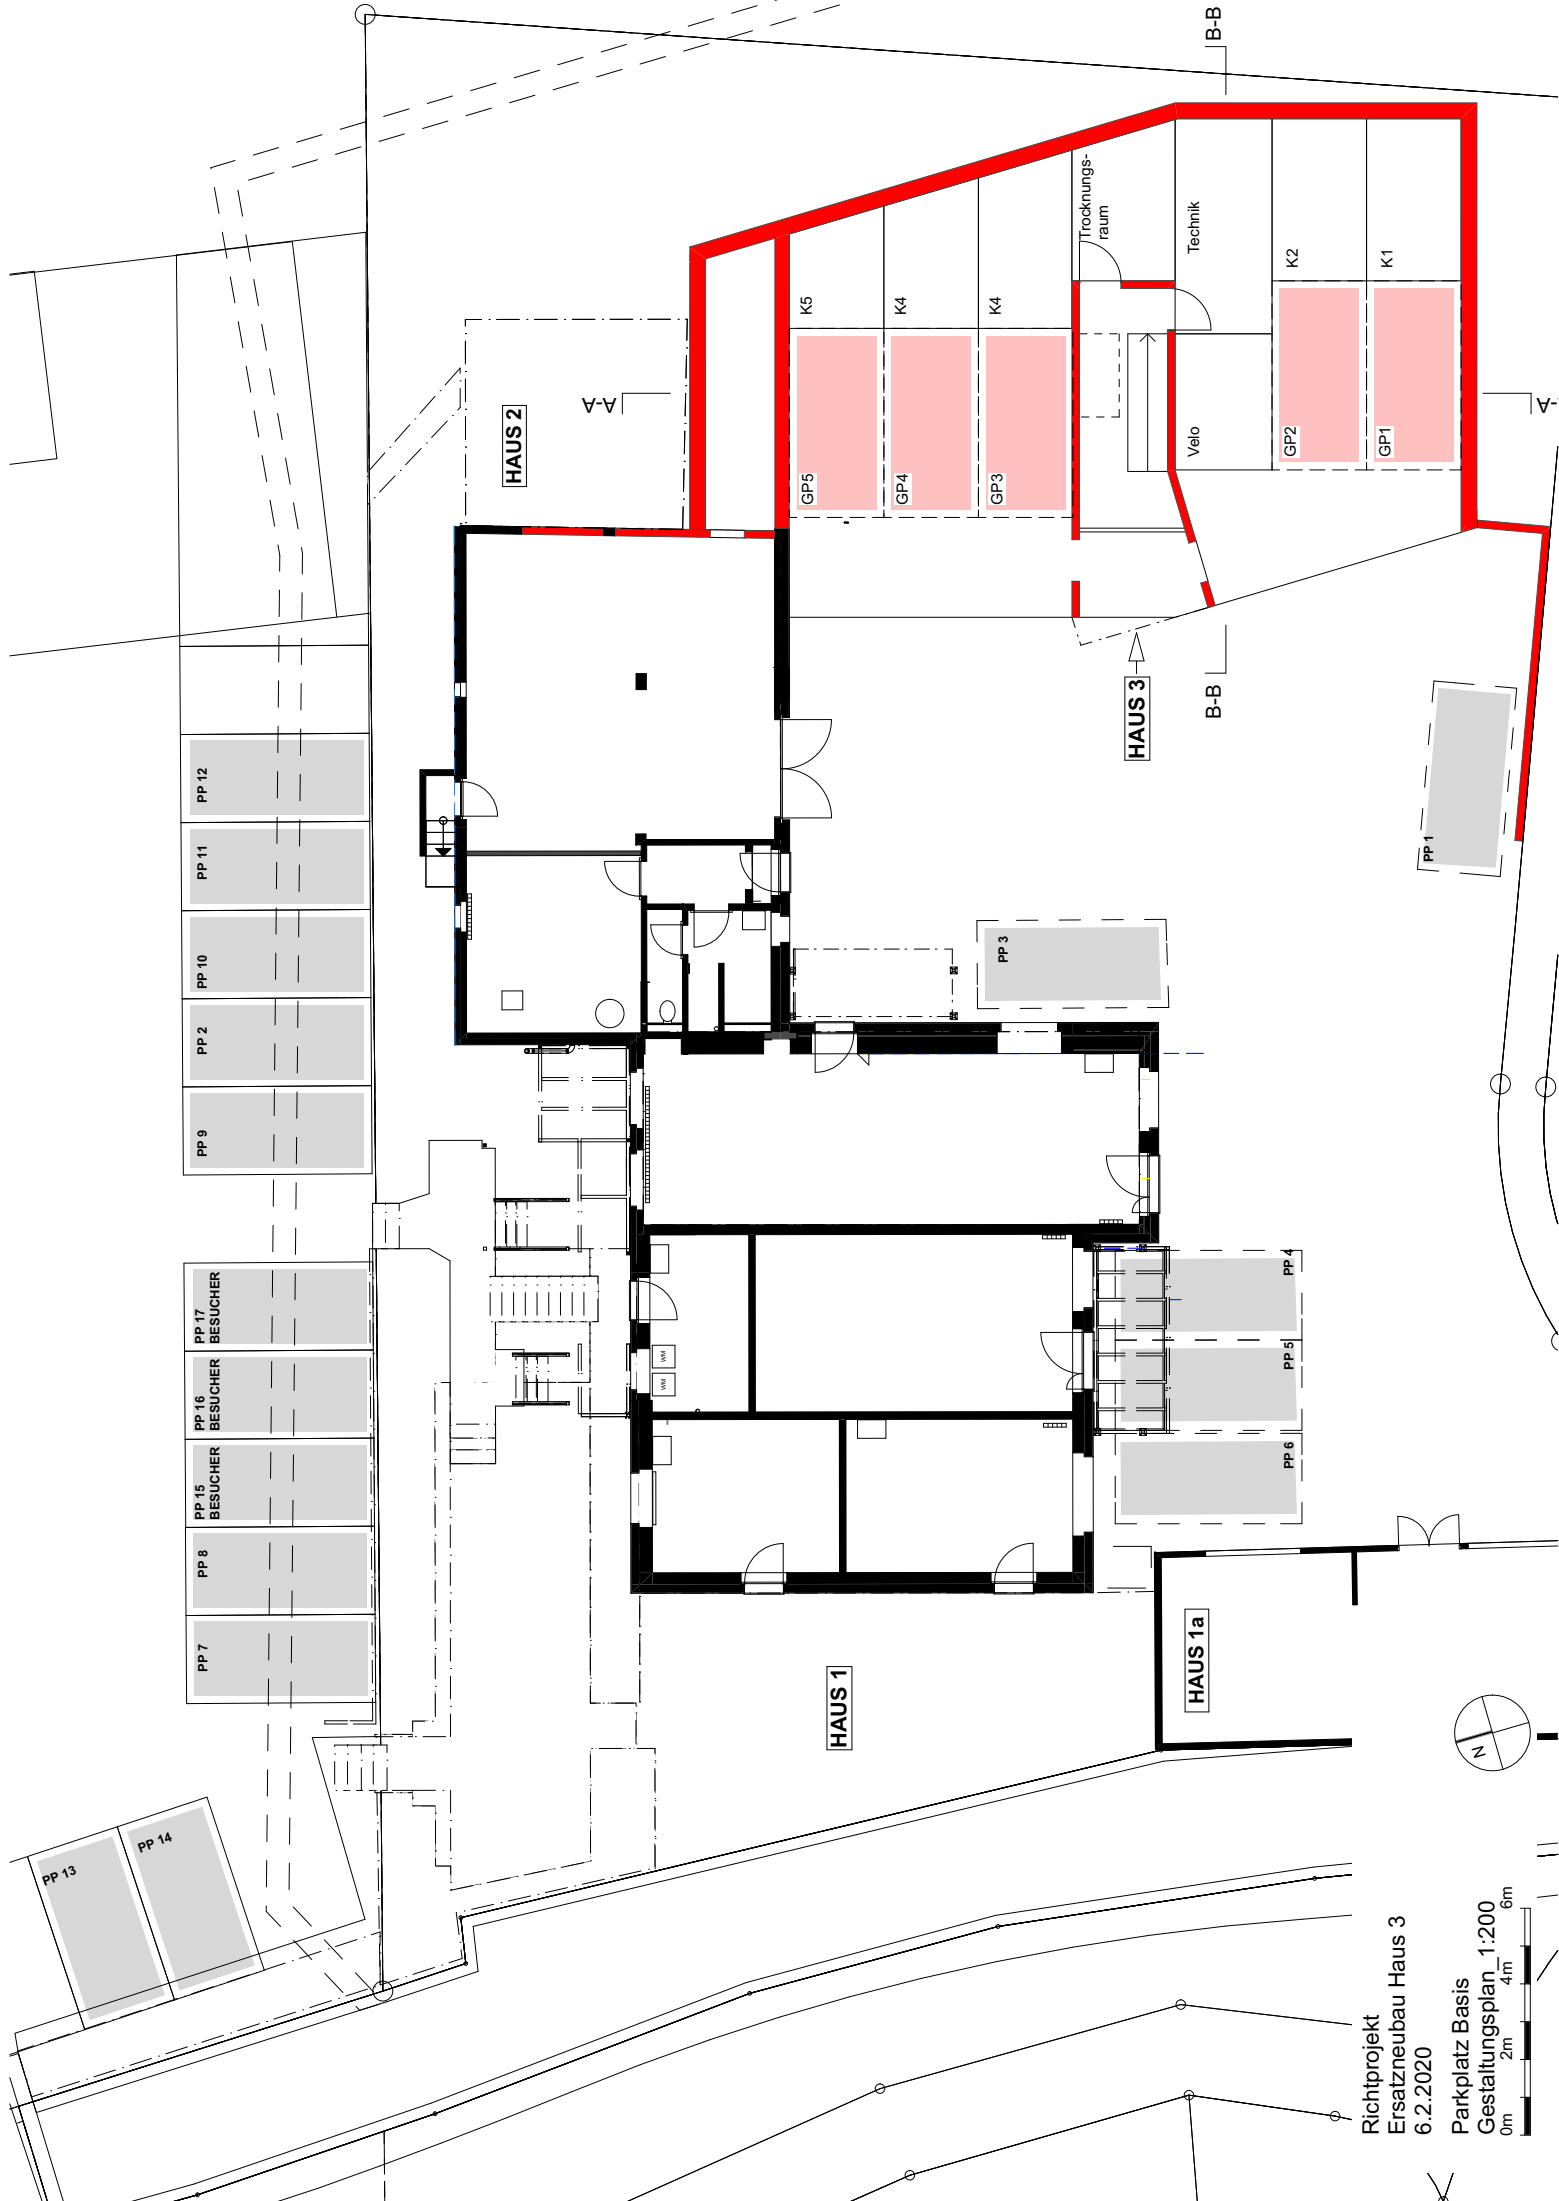 PP 13
PP 14
PP 7
PP 8
PP 15
BESUCHER
PP 16
BESUCHER
PP 17
BESUCHER
PP 9
PP 2
PP 10
PP 11
PP 12
HAUS 2
A-A
HAUS 1
WM
WM
HAUS 1a
PP 6
PP 5
PP 4
PP 3
PP 1
HAUS 3
B-B
B-B
GP5
K5
GP4
K4
GP3
K4
Trocknungs-
raum
Velo
Technik
GP2
K2
GP1
K1
N
Richtprojekt
Ersatzneubau Haus 3
6.2.2020
Parkplatz Basis
Gestaltungsplan_1:200
0m 2m 4m 6m